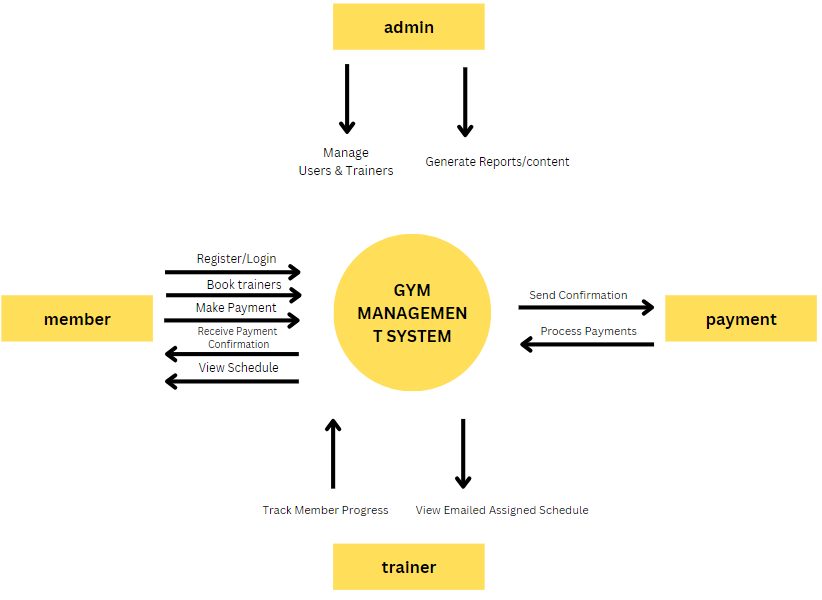 admin
Manage
Users & Trainers
Generate Reports/content
Register/Login
Book trainers
Make Payment
Receive Payment
Confirmation
View Schedule
member
GYM
MANAGEMEN
T SYSTEM
Send Confirmation
Process Payments
payment
Track Member Progress
View Emailed Assigned Schedule
trainer